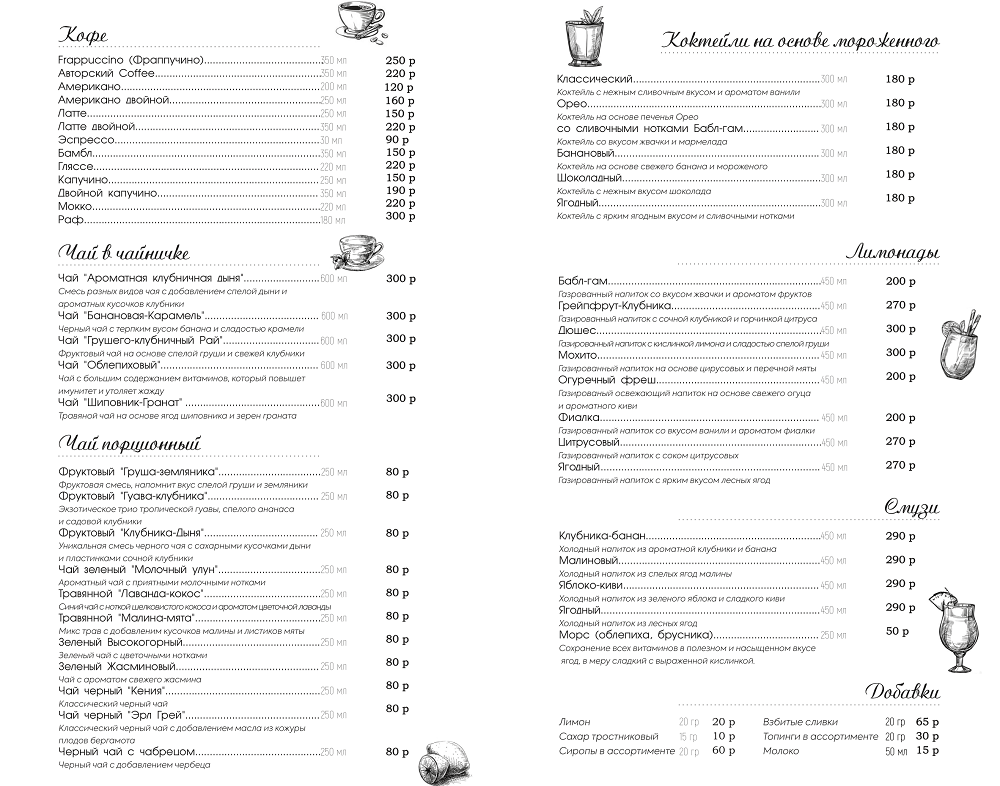 Кофе
Frappuccino (Фраппучино)..............................350 мл 250 р
Авторский Coffee..............................350 мл 220 р
Американо..............................200 мл 120 р
Американо двойной..............................250 мл 160 р
Латте..............................250 мл 150 р
Латте двойной..............................350 мл 220 р
Эспрессо..............................30 мл 90 р
Бамбл..............................350 мл 150 р
Гляссе..............................220 мл 220 р
Капучино..............................250 мл 150 р
Двойной капучино..............................350 мл 190 р
Мокко..............................220 мл 220 р
Раф..............................180 мл 300 р
Чай в чайничке
Чай "Ароматная клубничная дыня"....................600 мл 300 р
Смесь разных видов чая с добавлением спелой дыни и
ароматных кусочков клубники
Чай "Банановая-Карамель"..............................600 мл 300 р
Черный чай с терпким вусом банана и сладостью крамели
Чай "Грушего-клубничный Рай"....................600 мл 300 р
Фруктовый чай на основе спелой груши и свежей клубники
Чай "Облепиховый"..............................600 мл 300 р
Чай с большим содержанием витаминов, который повышет
имунитет и утоляет жажду
Чай "Шиповник-Гранат" ..............................600 мл 300 р
Травяной чай на основе ягод шиповника и зерен граната
Чай порционный
Фруктовый "Груша-земляника"....................250 мл 80 р
Фруктовая смесь, напомнит вкус спелой груши и земляники
Фруктовый "Гуава-клубника"....................250 мл 80 р
Экзотическое трио тропической гуавы, спелого ананаса
и садовой клубники
Фруктовый "Клубника-Дыня"....................250 мл 80 р
Уникальная смесь черного чая с сахарными кусочками дыни
и пластинками сочной клубники
Чай зеленый "Молочный улун"....................250 мл 80 р
Ароматный чай с приятными молочными нотками
Травянной "Лаванда-кокос"....................250 мл 80 р
Синий чай с ноткой шелковистого кокоса и ароматом цветочной лаванды
Травянной "Малина-мята"....................250 мл 80 р
Микс трав с добавлением кусочков малины и листиков мяты
Зеленый Высокогорный....................250 мл 80 р
Зеленый чай с цветочными нотками
Зеленый Жасминовый....................250 мл 80 р
Чай с ароматом свежего жасмина
Чай черный "Кения"....................250 мл 80 р
Классический черный чай
Чай черный "Эрл Грей"....................250 мл 80 р
Классический черный чай с добавлением масла из кожуры
плодов бергамота
Черный чай с чабрецом....................250 мл 80 р
Черный чай с добавлением чербеца
Коктейли на основе мороженного
Классический..............................300 мл 180 р
Коктейль с нежным сливочным вкусом и ароматом ванили
Орео..............................300 мл 180 р
Коктейль на основе печенья Орео
со сливочными нотками Бабл-гам....................300 мл 180 р
Коктейль со вкусом жвачки и мармелада
Банановый..............................300 мл 180 р
Коктейль на основе свежего банана и мороженого
Шоколадный..............................300 мл 180 р
Коктейль с нежным вкусом шоколада
Ягодный..............................300 мл 180 р
Коктейль с ярким ягодным вкусом и сливочными нотками
Лимонады
Бабл-гам..............................450 мл 200 р
Газрованный напиток со вкусом жвачки и ароматом фруктов
Грейпфрут-Клубника..............................450 мл 270 р
Газированный напиток с сочной клубникой и горчинкой цитруса
Дюшес..............................450 мл 300 р
Газированный напиток с кислинкой лимона и сладостью спелой груши
Мохито..............................450 мл 300 р
Газированный напиток на основе цирусовых и перечной мяты
Огуречный фреш..............................450 мл 200 р
Газированый освежающий напиток на основе свежего огуца
и ароматного киви
Фиалка..............................450 мл 200 р
Газированный напиток со вкусом ванили и ароматом фиалки
Цитрусовый..............................450 мл 270 р
Газированный напиток с соком цитрусовых
Ягодный..............................450 мл 270 р
Газированный напиток с ярким вкусом лесных ягод
Смузи
Клубника-банан..............................450 мл 290 р
Холодный напиток из ароматной клубники и банана
Малиновый..............................450 мл 290 р
Холодный напиток из спелых ягод малины
Яблоко-киви..............................450 мл 290 р
Холодный напиток из зеленого яблока и сладкого киви
Ягодный..............................450 мл 290 р
Холодный напиток из лесных ягод
Морс (облепиха, брусника)....................250 мл 50 р
Сохранение всех витаминов в полезном и насыщенном вкусе
ягод, в меру сладкий с выраженной кислинкой.
Добавки
Лимон 20 гр 20 р Взбитые сливки 20 гр 65 р
Сахар тростниковый 15 гр 10 р Топинги в ассортименте 20 гр 30 р
Сиропы в ассортименте 20 гр 60 р Молоко 50 мл 15 р